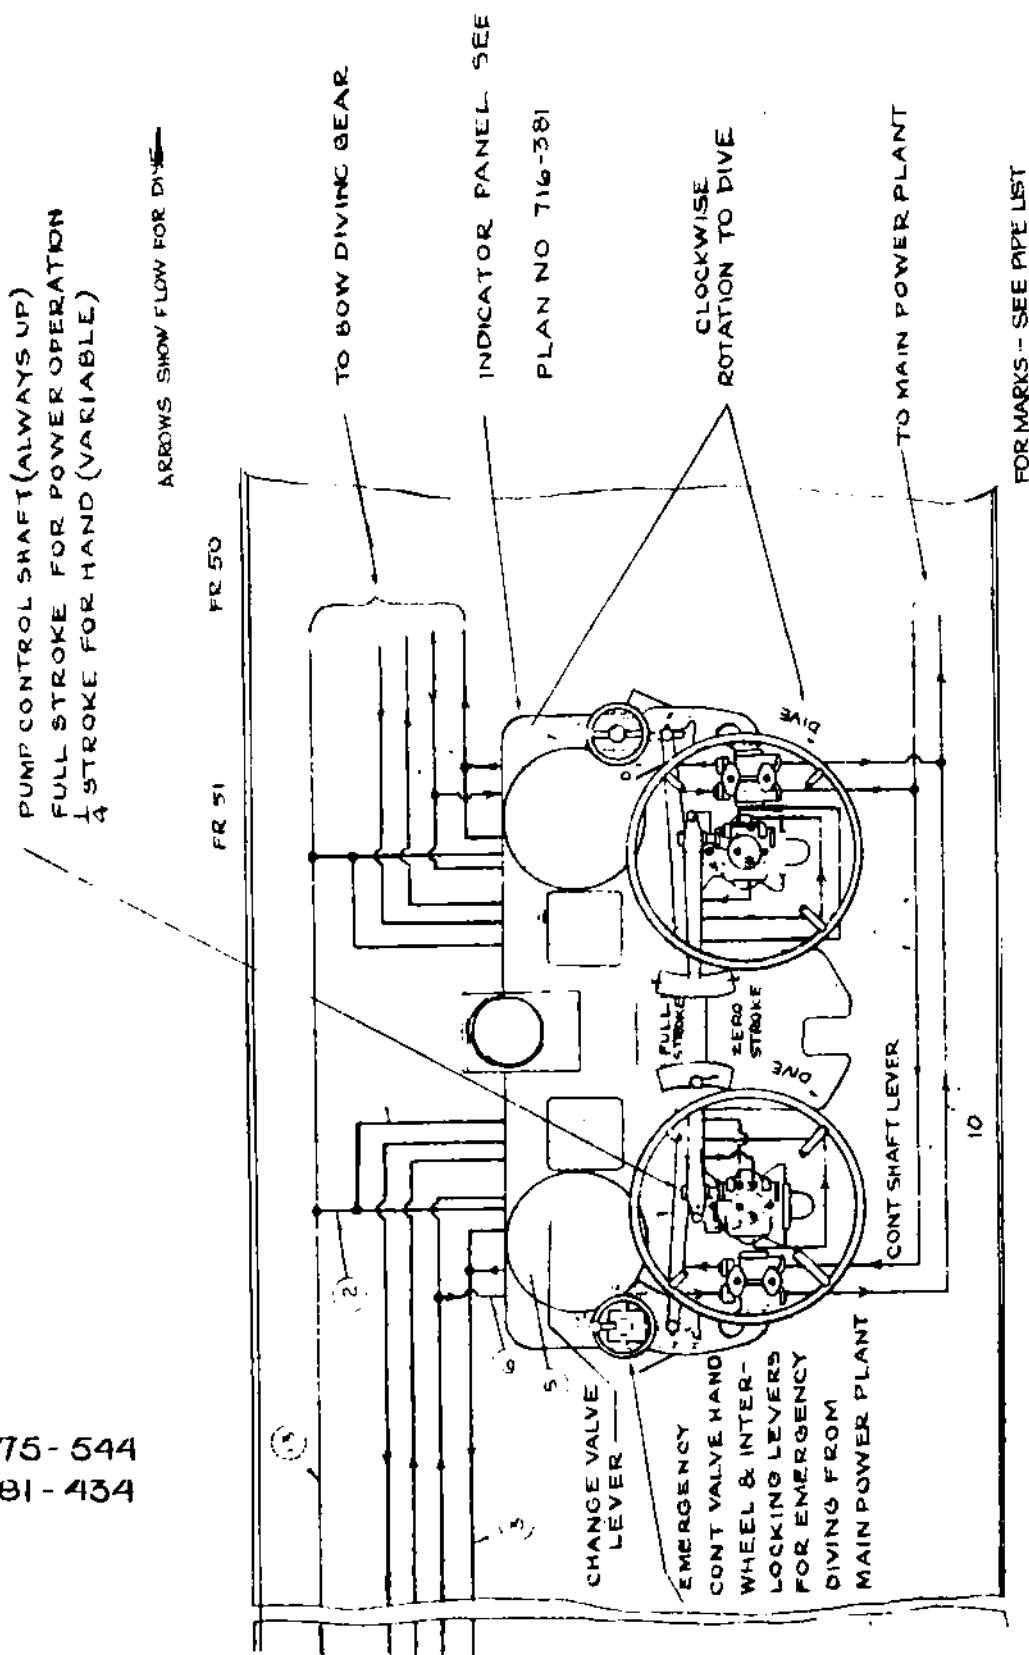 PUMP CONTROL SHAFT (ALWAYS UP)
FULL STROKE FOR POWER OPERATION
1/4 STROKE FOR HAND (VARIABLE)
ARROWS SHOW FLOW FOR DIVE
TO BOW DIVING GEAR
INDICATOR PANEL SEE
PLAN NO 716-381
CLOCKWISE
ROTATION TO DIVE
TO MAIN POWER PLANT
FOR MARKS - SEE PIPE LIST
FR 51
FR 50
DIVE
FULL
STROKE
ZERO
STROKE
DIVE
CONT SHAFT LEVER
10
2
6
5
3
CHANGE VALVE
LEVER
EMERGENCY
CONT VALVE HAND
WHEEL & INTER-
LOCKING LEVERS
FOR EMERGENCY
DIVING FROM
MAIN POWER PLANT
75-544
81-434